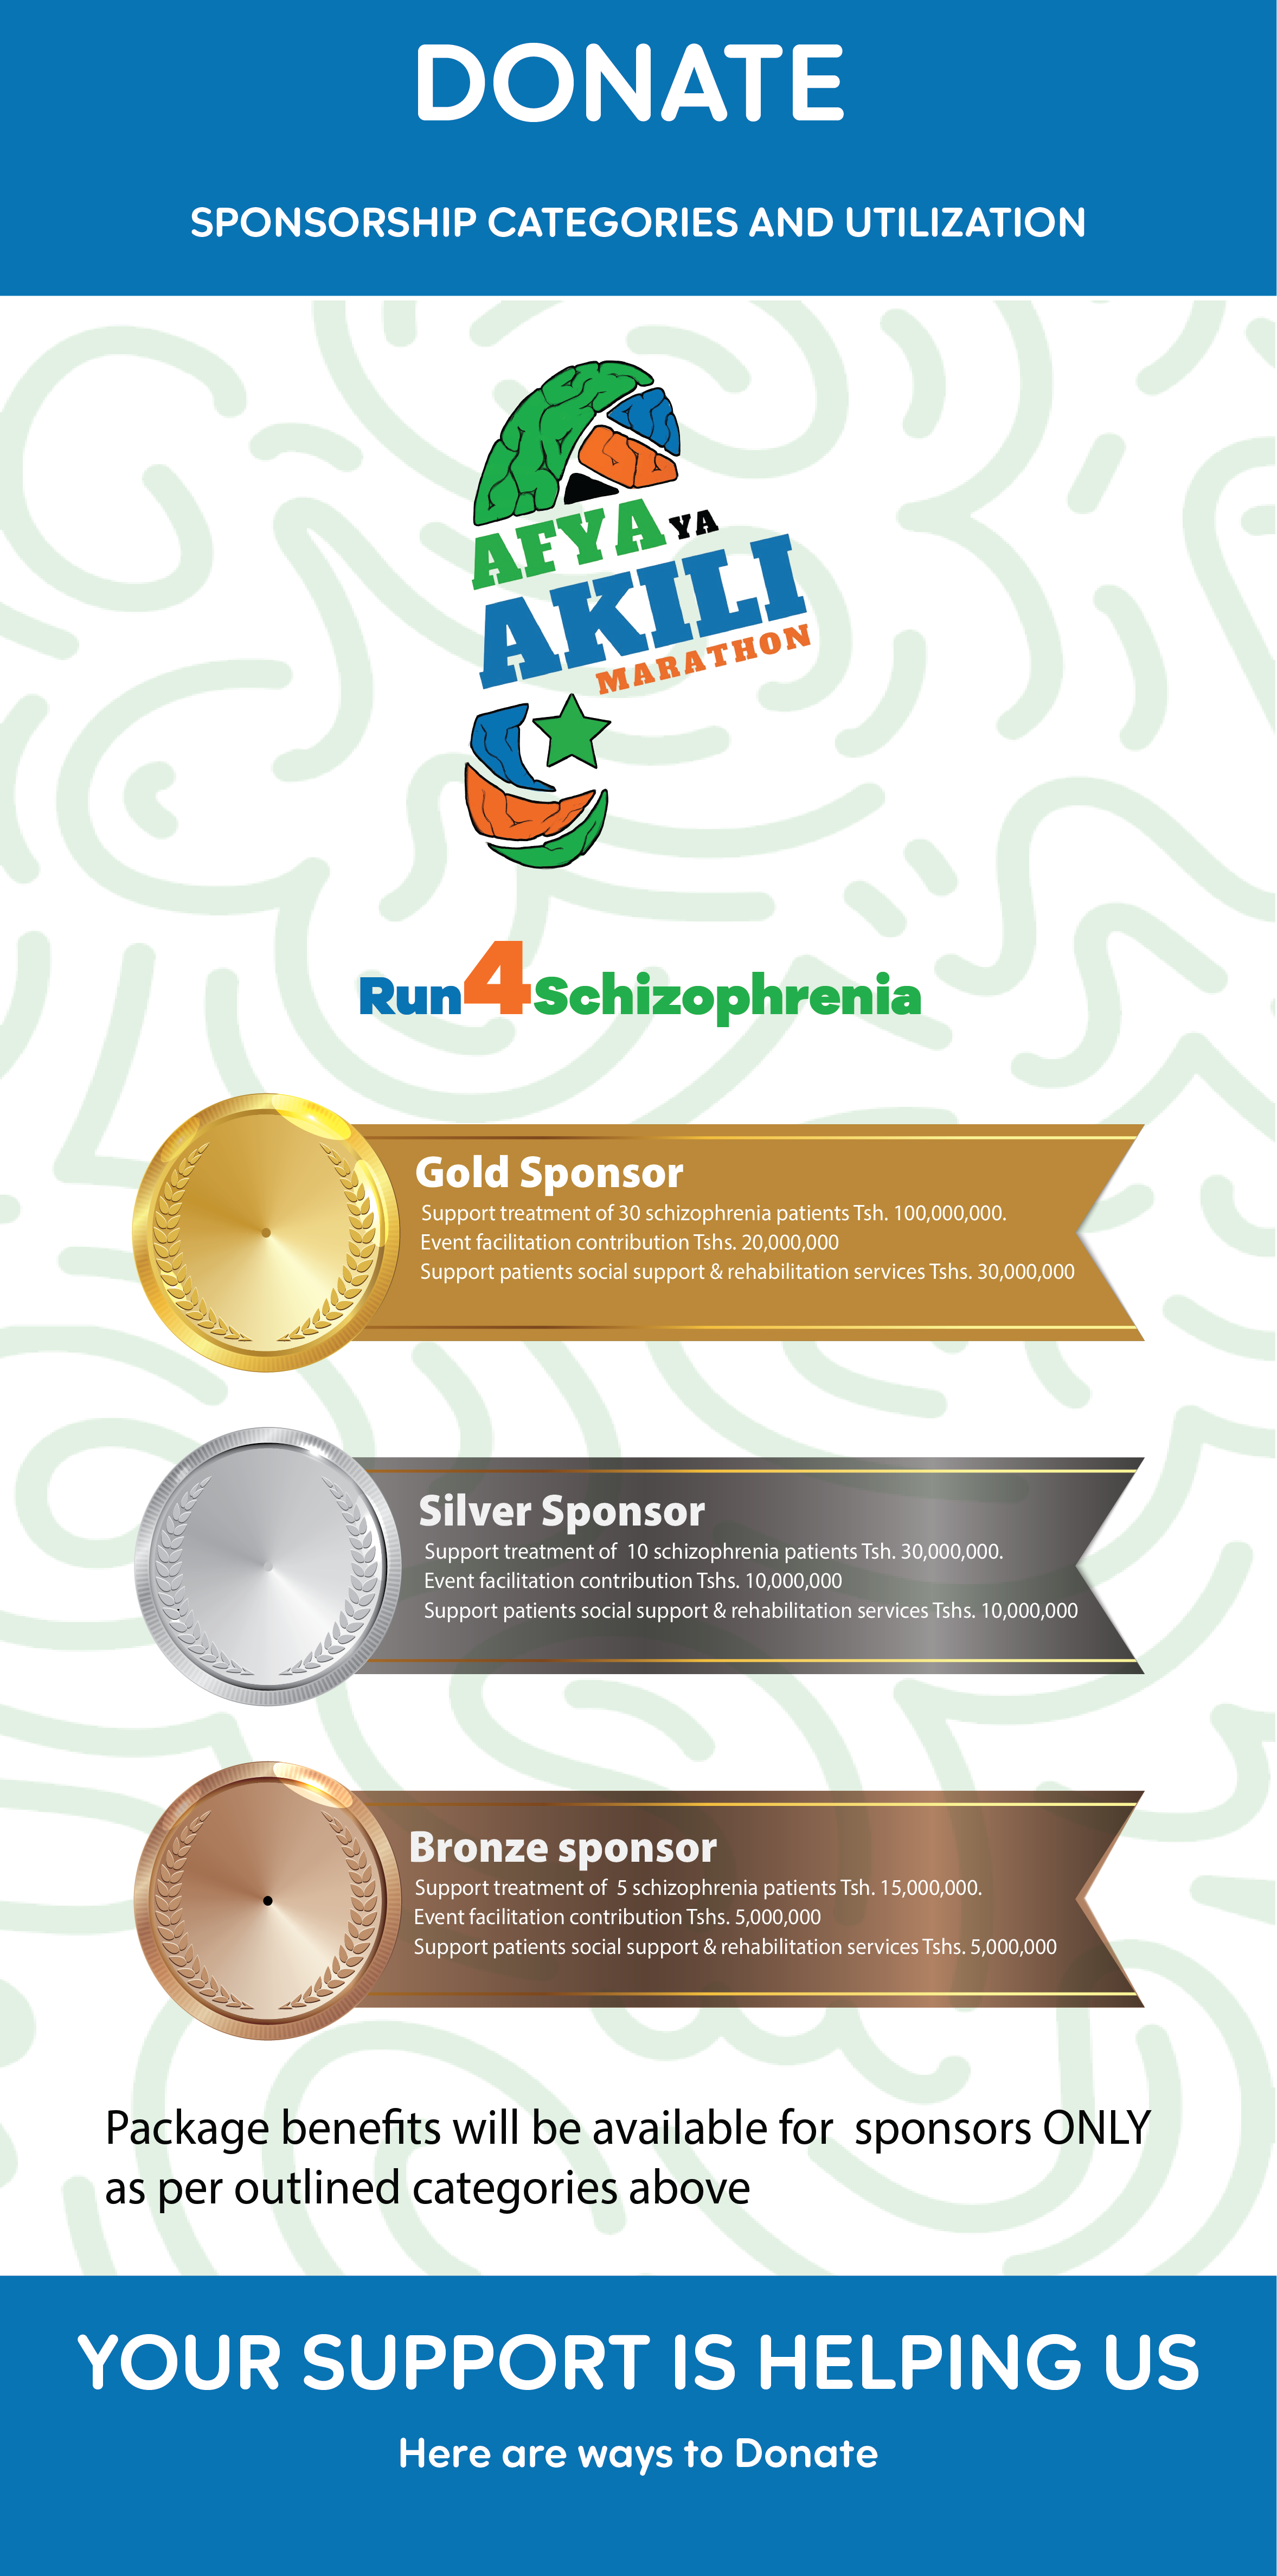 DONATE
SPONSORSHIP CATEGORIES AND UTILIZATION
AFYA YA
AKILI
MARATHON
Run4Schizophrenia
Gold Sponsor
Support treatment of 30 schizophrenia patients Tsh. 100,000,000.
Event facilitation contribution Tshs. 20,000,000
Support patients social support & rehabilitation services Tshs. 30,000,000
Silver Sponsor
Support treatment of 10 schizophrenia patients Tsh. 30,000,000.
Event facilitation contribution Tshs. 10,000,000
Support patients social support & rehabilitation services Tshs. 10,000,000
Bronze sponsor
Support treatment of 5 schizophrenia patients Tsh. 15,000,000.
Event facilitation contribution Tshs. 5,000,000
Support patients social support & rehabilitation services Tshs. 5,000,000
Package benefits will be available for sponsors ONLY
as per outlined categories above
YOUR SUPPORT IS HELPING US
Here are ways to Donate